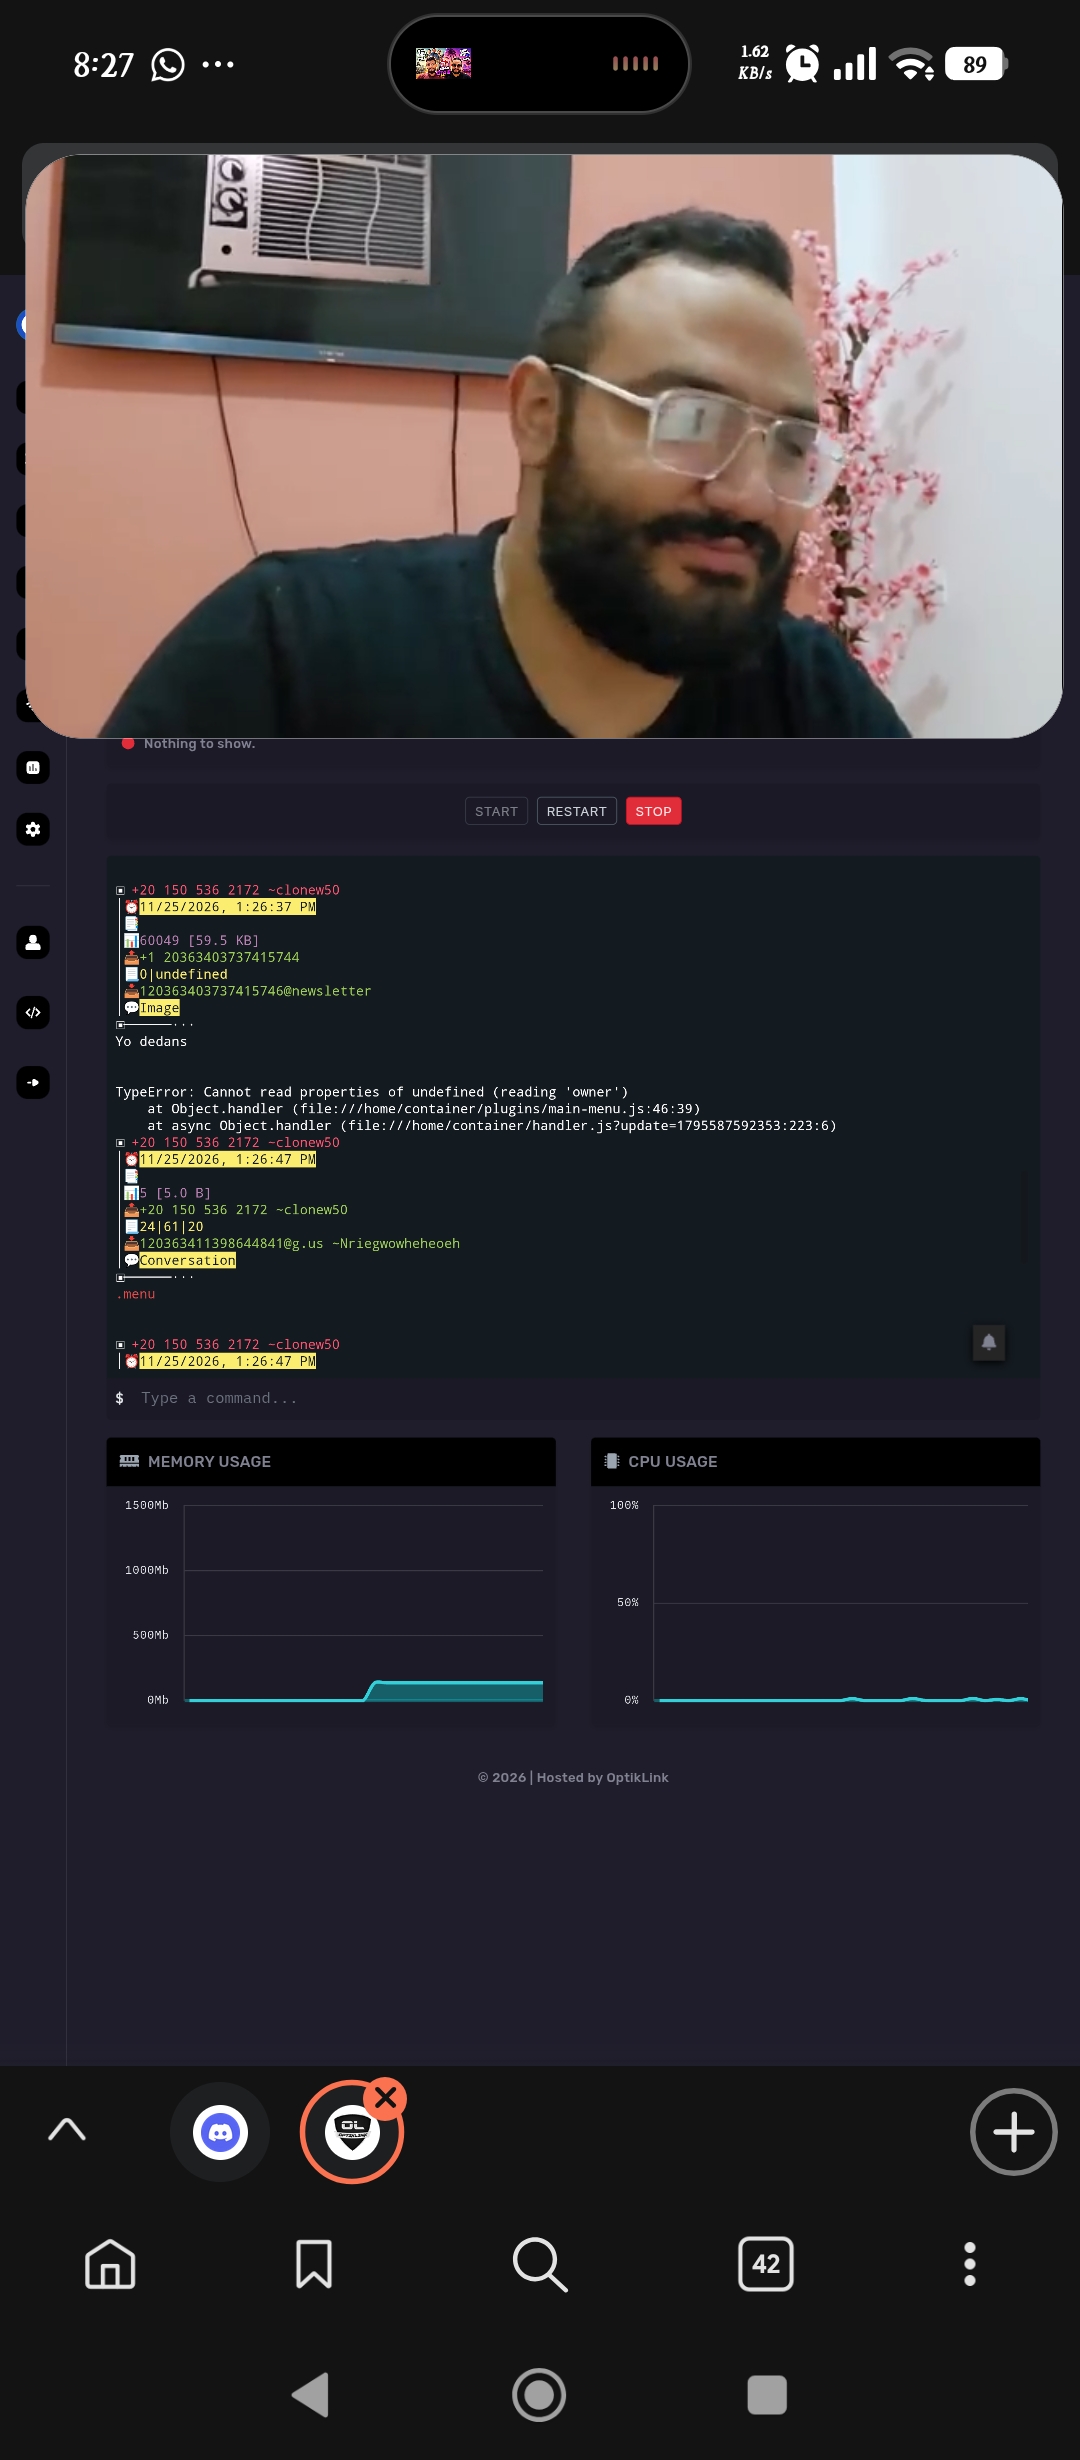 8:27
1.62
KB/s
89
Nothing to show.
START RESTART STOP
+20 150 536 2172 ~clonew50
11/25/2026, 1:26:37 PM
60049 [59.5 KB]
+1 20363403737415744
0|undefined
120363403737415746@newsletter
Image
Yo dedans
TypeError: Cannot read properties of undefined (reading 'owner')
at Object.handler (file:///home/container/plugins/main-menu.js:46:39)
at async Object.handler (file:///home/container/handler.js?update=1795587592353:223:6)
+20 150 536 2172 ~clonew50
11/25/2026, 1:26:47 PM
5 [5.0 B]
+20 150 536 2172 ~clonew50
24|61|20
120363411398644841@g.us ~Nriegwowheheoeh
Conversation
.menu
+20 150 536 2172 ~clonew50
11/25/2026, 1:26:47 PM
$ Type a command...
MEMORY USAGE
1500Mb
1000Mb
500Mb
0Mb
CPU USAGE
100%
50%
0%
© 2026 | Hosted by OptikLink
OL
OPTIKLINK
42